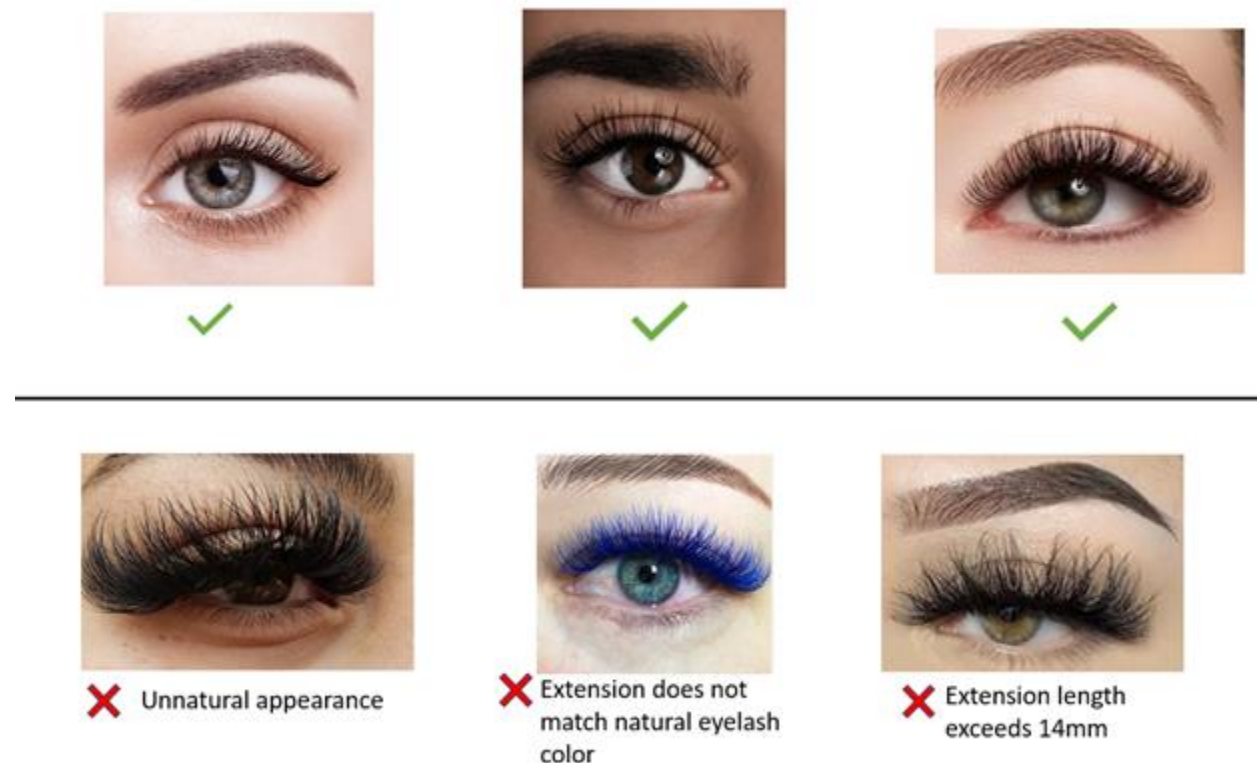 Unnatural appearance
Extension does not
match natural eyelash
color
Extension length
exceeds 14mm